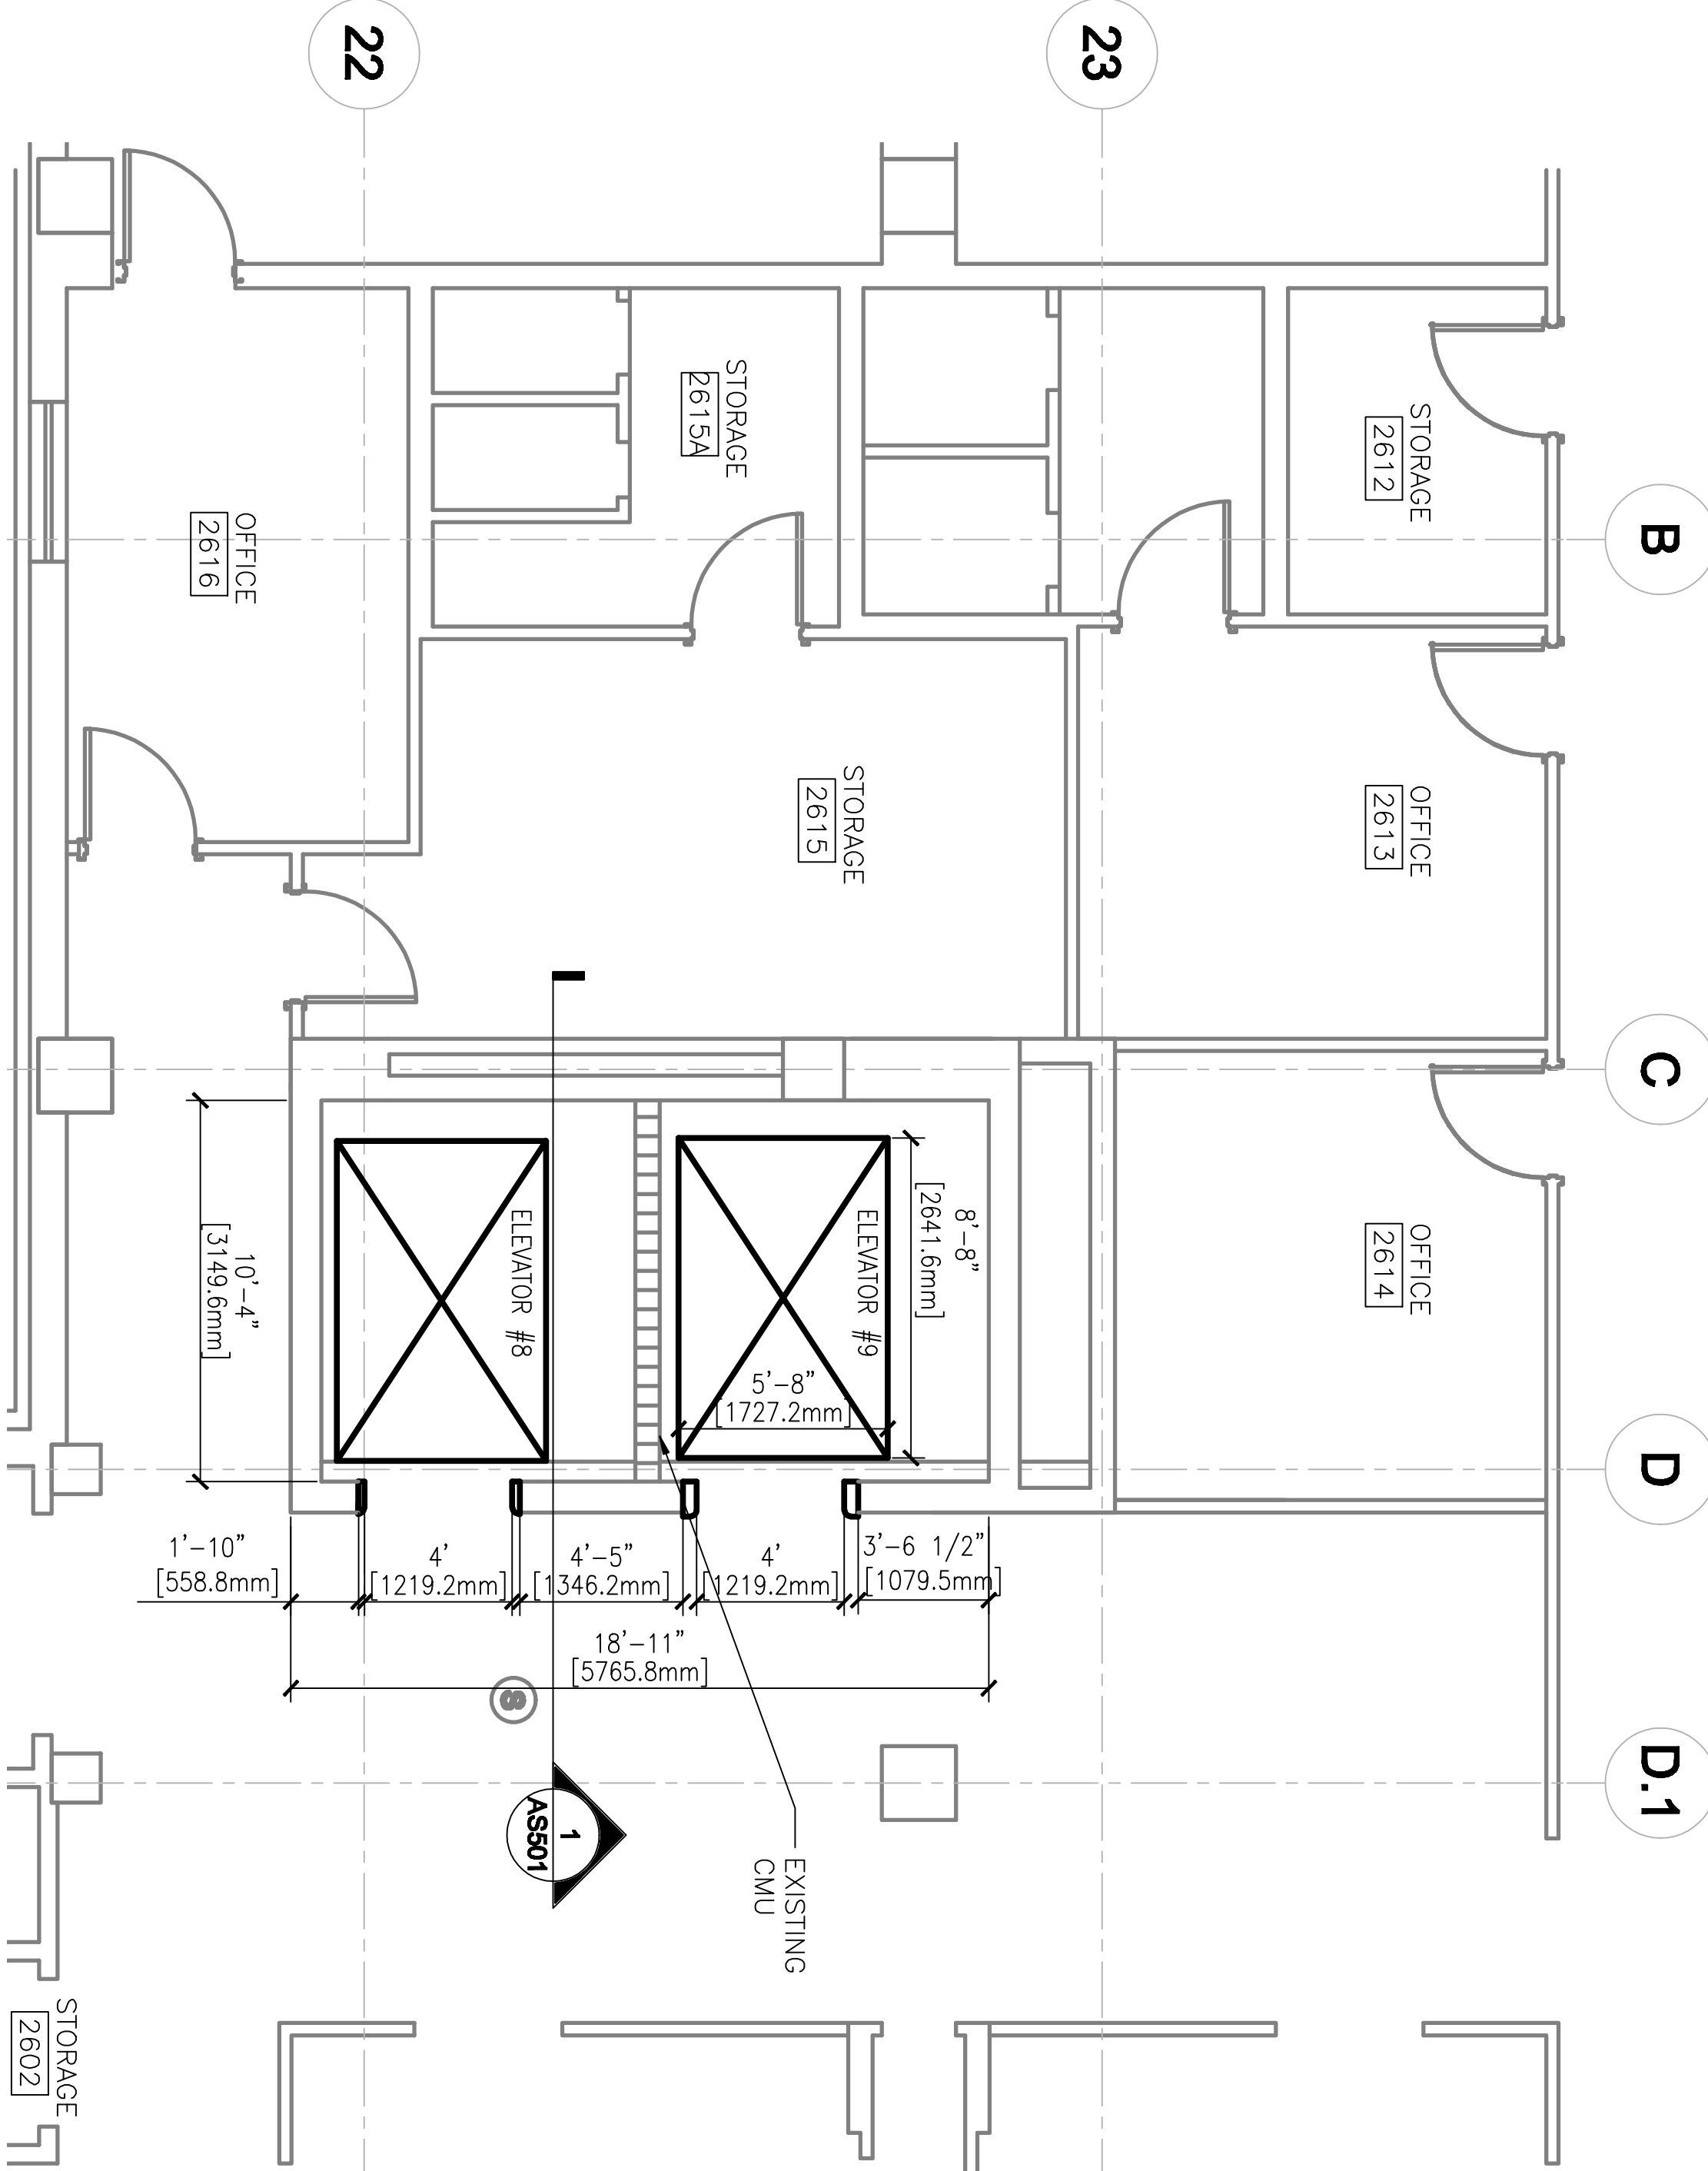 22
23
B
C
D
D.1
STORAGE
2612
STORAGE
2615A
OFFICE
2616
OFFICE
2613
STORAGE
2615
OFFICE
2614
ELEVATOR #9
ELEVATOR #8
8'-8"
[2641.6mm]
5'-8"
[1727.2mm]
10'-4"
[3149.6mm]
1'-10"
[558.8mm]
4'
[1219.2mm]
4'-5"
[1346.2mm]
4'
[1219.2mm]
3'-6 1/2"
[1079.5mm]
18'-11"
[5765.8mm]
8
1
AS501
EXISTING
CMU
STORAGE
2602